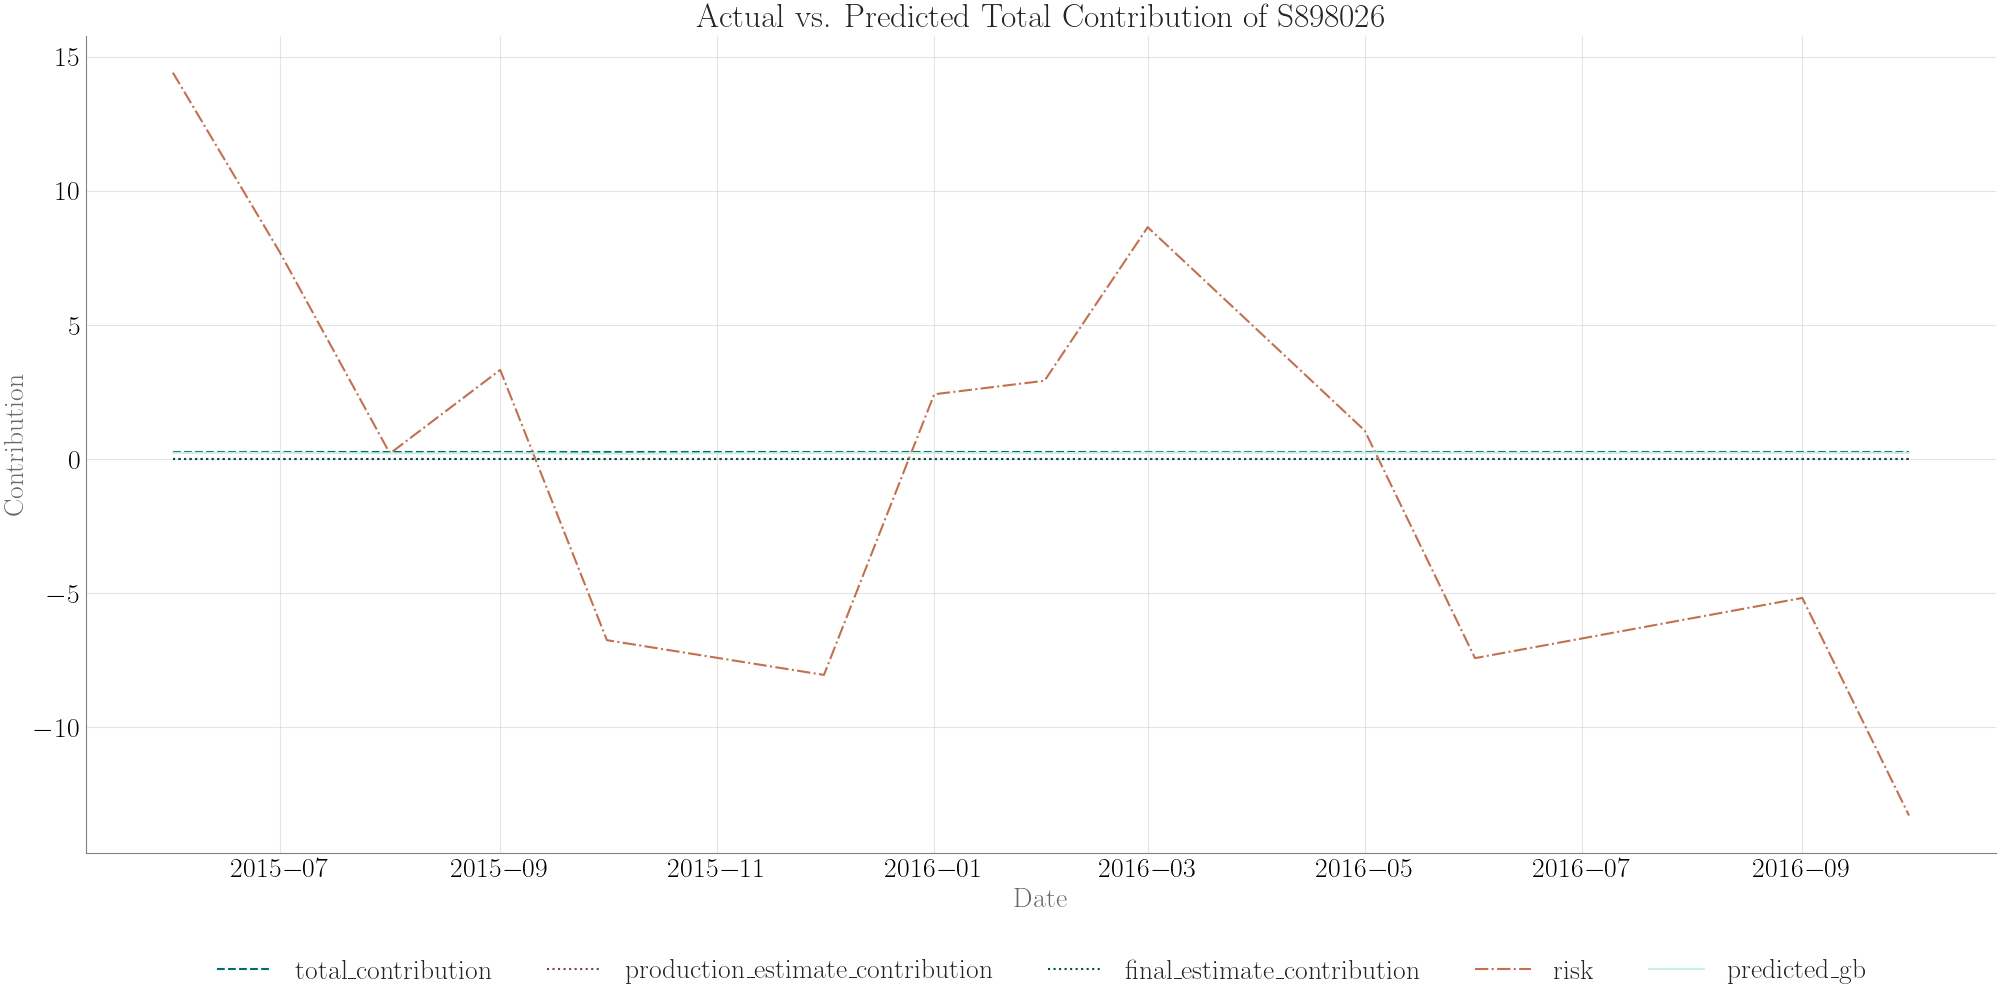 Actual vs. Predicted Total Contribution of S898026
15
10
5
0
−5
−10
Contribution
2015−07 2015−09 2015−11 2016−01 2016−03 2016−05 2016−07 2016−09
Date
total_contribution production_estimate_contribution final_estimate_contribution risk predicted_gb